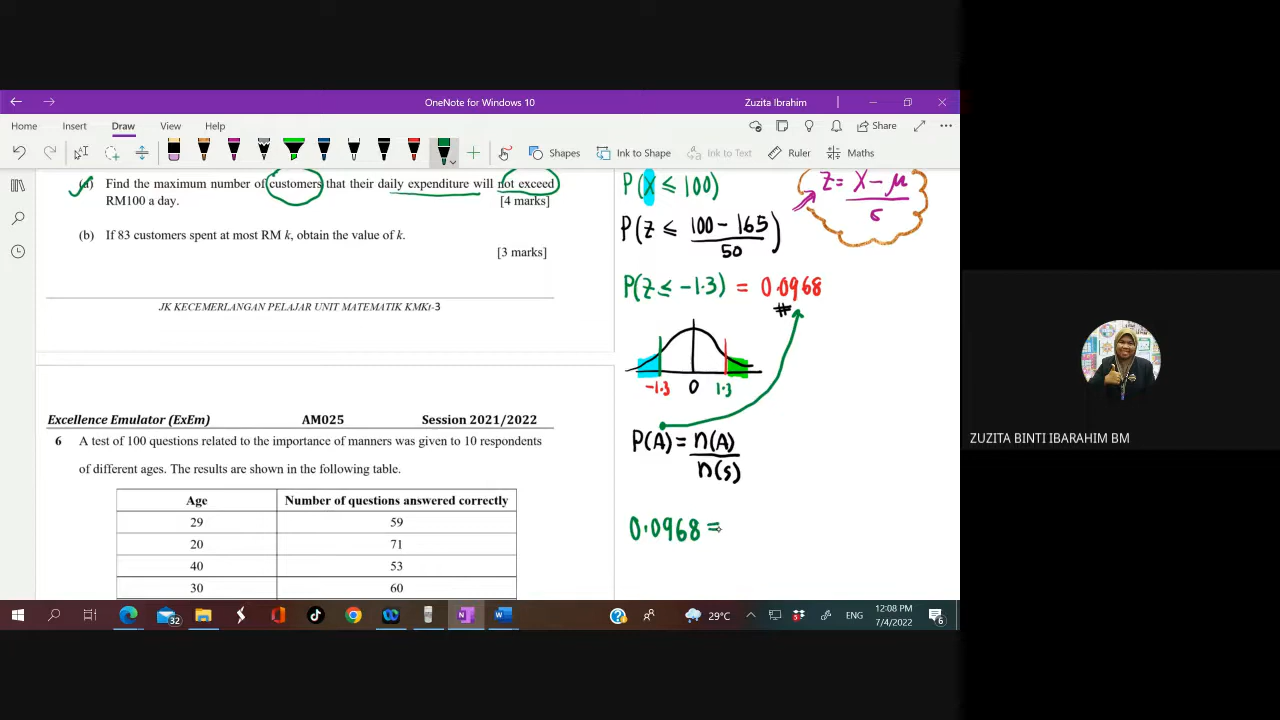 OneNote for Windows 10
Zuzita Ibrahim
Home Insert Draw View Help
Share
Shapes Ink to Shape Ink to Text Ruler Maths
(a) Find the maximum number of customers that their daily expenditure will not exceed
RM100 a day. [4 marks]
(b) If 83 customers spent at most RM k, obtain the value of k.
[3 marks]
JK KECEMERLANGAN PELAJAR UNIT MATEMATIK KMKt-3
Excellence Emulator (ExEm) AM025 Session 2021/2022
6 A test of 100 questions related to the importance of manners was given to 10 respondents
of different ages. The results are shown in the following table.
Age Number of questions answered correctly
29 59
20 71
40 53
30 60
P(X ≤ 100)
Z = X - μ
σ
P(Z ≤ 100 - 165)
50
P(Z ≤ -1.3) = 0.0968
#
-1.3 0 1.3
P(A) = n(A)
n(s)
0.0968 =
ZUZITA BINTI IBARAHIM BM
32
29°C
ENG
12:08 PM
7/4/2022
6